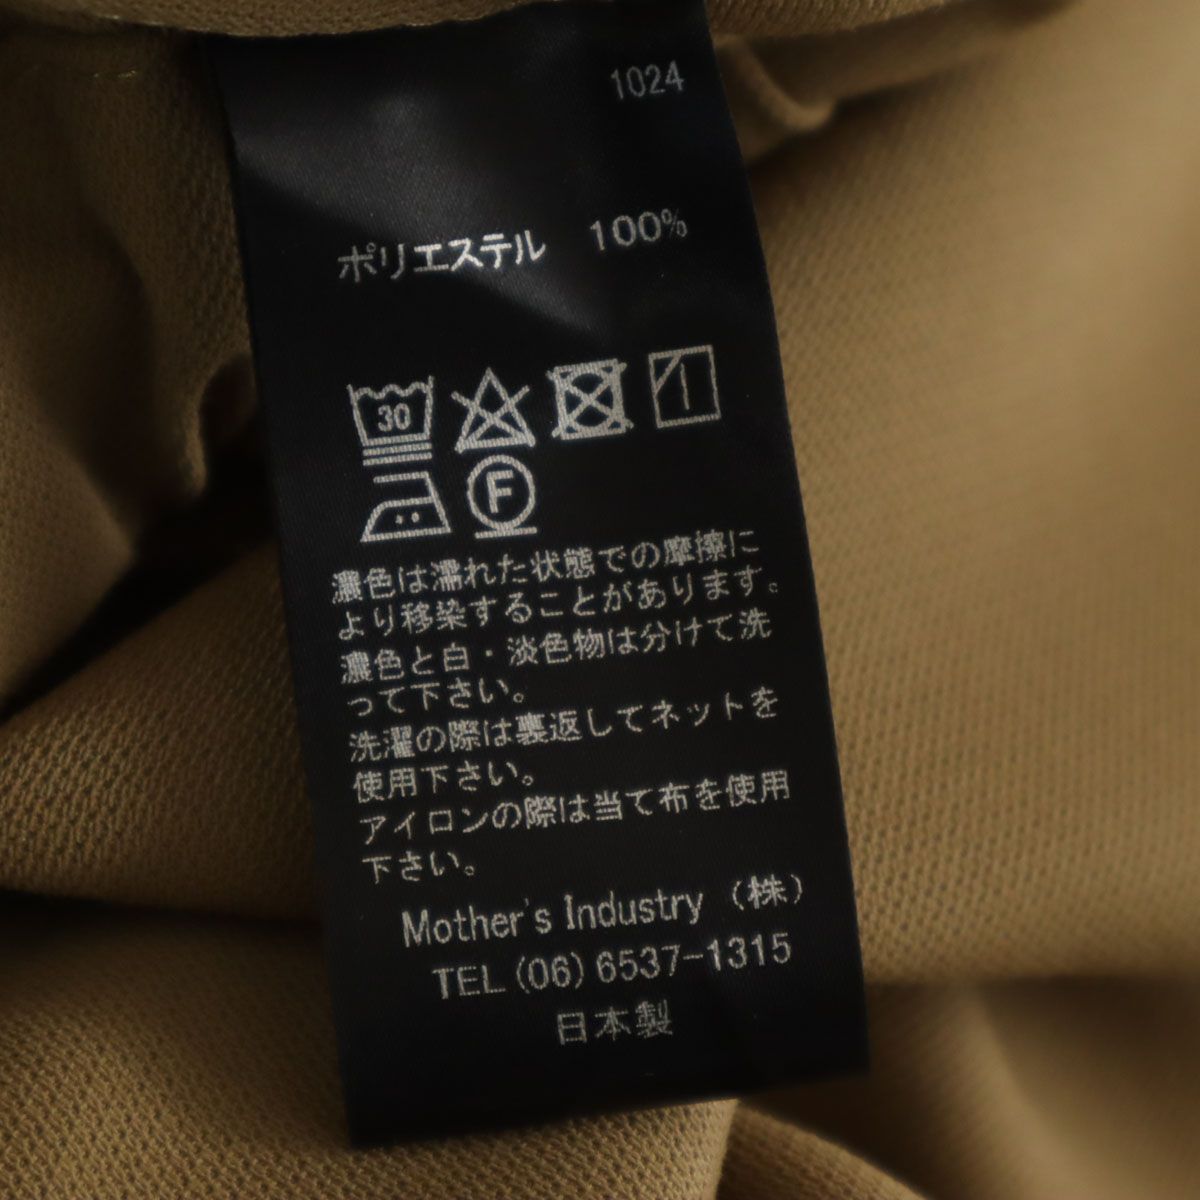 1024
ポリエステル 100%
30
F
濃色は濡れた状態での摩擦に
より移染することがあります。
濃色と白・淡色物は分けて洗
って下さい。
洗濯の際は裏返してネットを
使用下さい。
アイロンの際は当て布を使用
下さい。
Mother's Industry (株)
TEL (06) 6537-1315
日本製